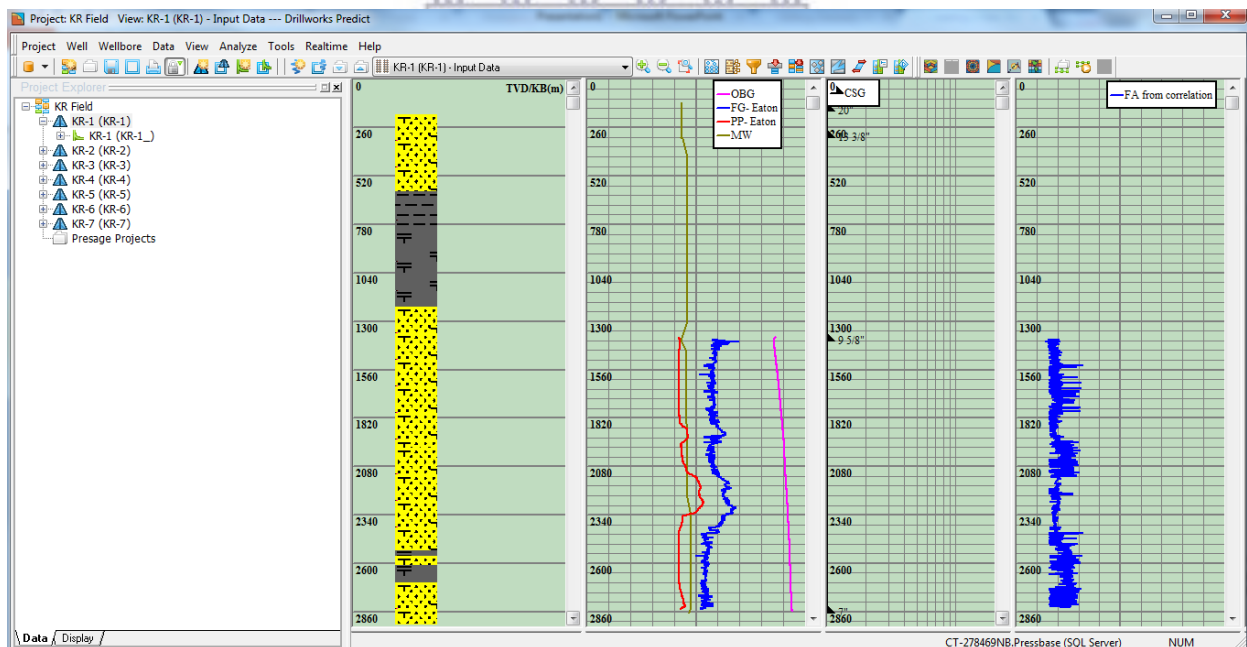 Presentation1 - Microsoft PowerPoint
Project: KR Field   View: KR-1 (KR-1) - Input Data --- Drillworks Predict
Project Well Wellbore Data View Analyze Tools Realtime Help
KR-1 (KR-1) - Input Data
Project Explorer
KR Field
KR-1 (KR-1)
KR-1 (KR-1_)
KR-2 (KR-2)
KR-3 (KR-3)
KR-4 (KR-4)
KR-5 (KR-5)
KR-6 (KR-6)
KR-7 (KR-7)
Presage Projects
Data / Display
0 TVD/KB(m)
260
520
780
1040
1300
1560
1820
2080
2340
2600
2860
0
OBG
FG- Eaton
PP- Eaton
MW
260
520
780
1040
1300
1560
1820
2080
2340
2600
2860
0 CSG
20"
260 13 3/8"
520
780
1040
1300
9 5/8"
1560
1820
2080
2340
2600
7"
2860
0
FA from correlation
260
520
780
1040
1300
1560
1820
2080
2340
2600
2860
CT-278469NB.Pressbase (SQL Server) NUM